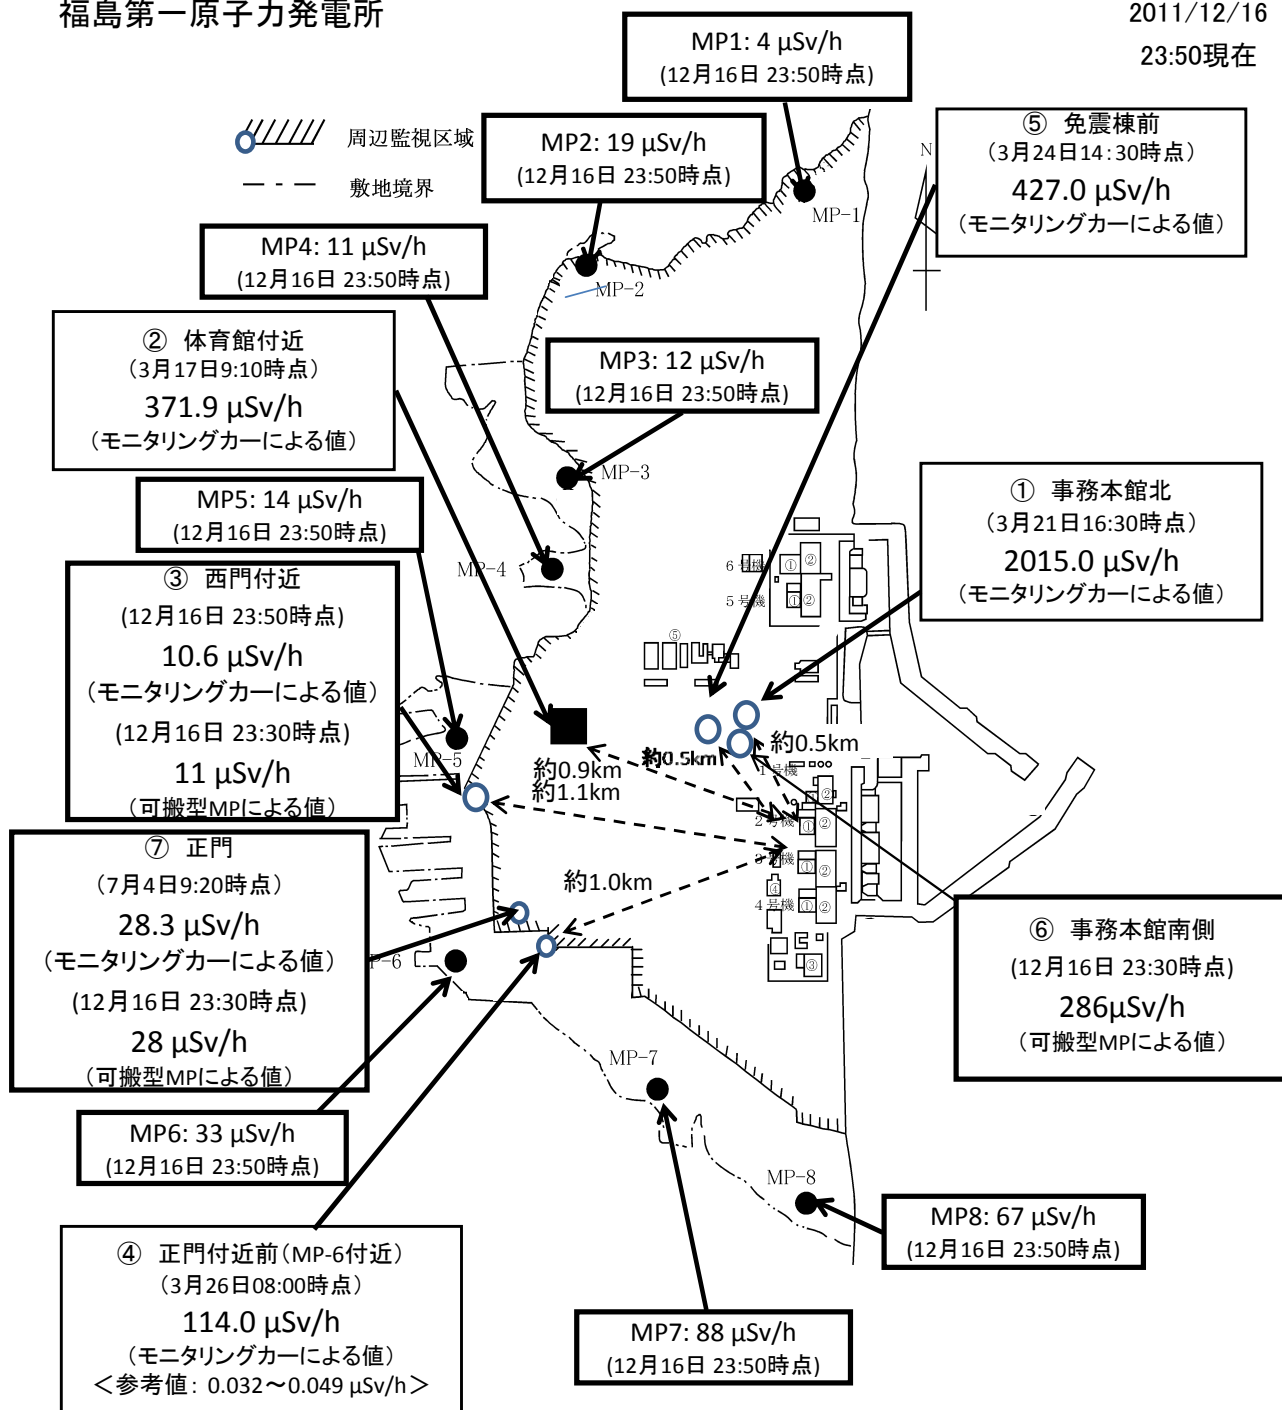 福島第一原子力発電所
2011/12/16
23:50現在
MP1: 4 μSv/h
(12月16日 23:50時点)
周辺監視区域
敷地境界
MP2: 19 μSv/h
(12月16日 23:50時点)
⑤ 免震棟前
(3月24日14:30時点)
427.0 μSv/h
(モニタリングカーによる値)
N
MP-1
MP4: 11 μSv/h
(12月16日 23:50時点)
MP-2
② 体育館付近
(3月17日9:10時点)
371.9 μSv/h
(モニタリングカーによる値)
MP3: 12 μSv/h
(12月16日 23:50時点)
MP-3
MP5: 14 μSv/h
(12月16日 23:50時点)
① 事務本館北
(3月21日16:30時点)
2015.0 μSv/h
(モニタリングカーによる値)
MP-4
③ 西門付近
(12月16日 23:50時点)
10.6 μSv/h
(モニタリングカーによる値)
(12月16日 23:30時点)
11 μSv/h
(可搬型MPによる値)
6号機
① ②
5号機
① ②
⑤
MP-5
約0.9km
約1.1km
約0.5km
約0.5km
1号機
②
2号機
① ②
3号機
① ②
④
4号機
① ②
③
約1.0km
⑦ 正門
(7月4日9:20時点)
28.3 μSv/h
(モニタリングカーによる値)
(12月16日 23:30時点)
28 μSv/h
(可搬型MPによる値)
P-6
⑥ 事務本館南側
(12月16日 23:30時点)
286μSv/h
(可搬型MPによる値)
MP-7
MP6: 33 μSv/h
(12月16日 23:50時点)
MP-8
MP8: 67 μSv/h
(12月16日 23:50時点)
④ 正門付近前(MP-6付近)
(3月26日08:00時点)
114.0 μSv/h
(モニタリングカーによる値)
＜参考値: 0.032～0.049 μSv/h＞
MP7: 88 μSv/h
(12月16日 23:50時点)